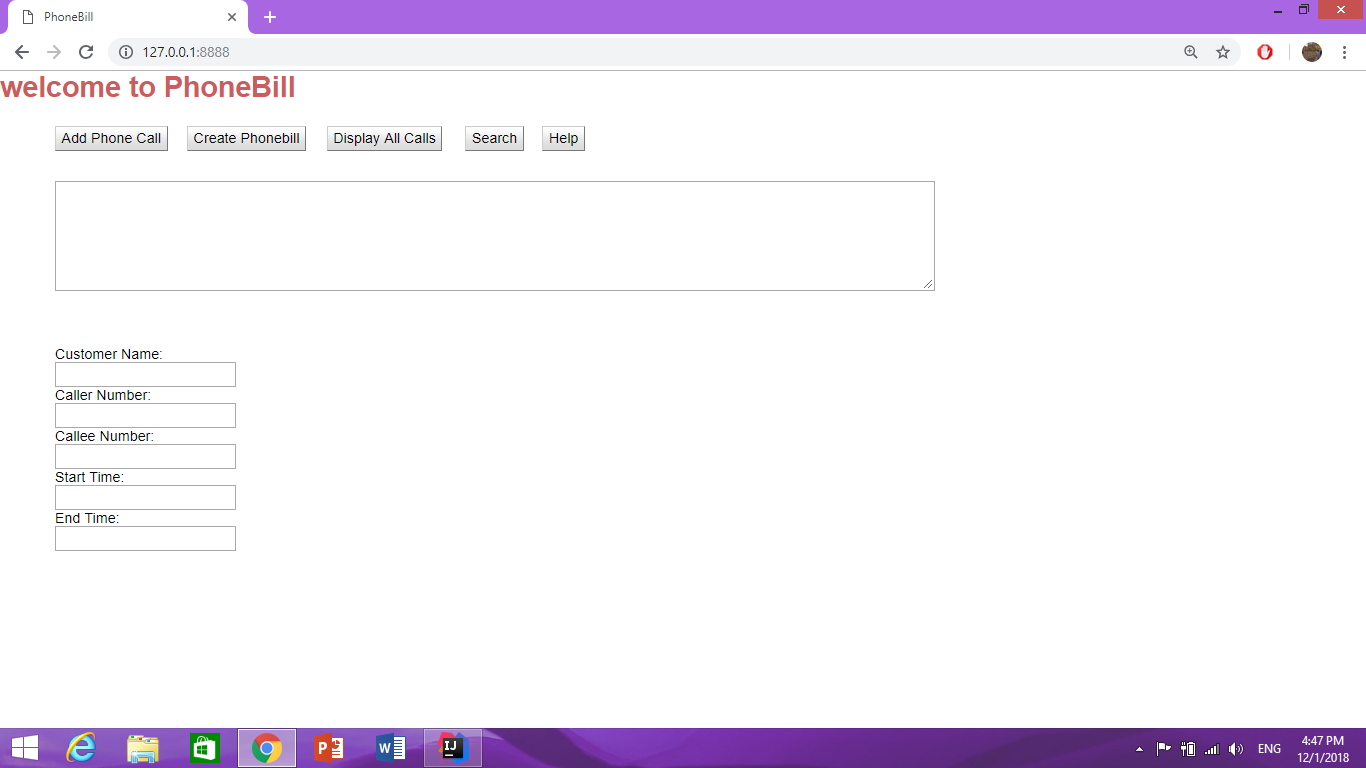 PhoneBill
127.0.0.1:8888
welcome to PhoneBill
Add Phone Call Create Phonebill Display All Calls Search Help
Customer Name:
Caller Number:
Callee Number:
Start Time:
End Time:
ENG
4:47 PM
12/1/2018